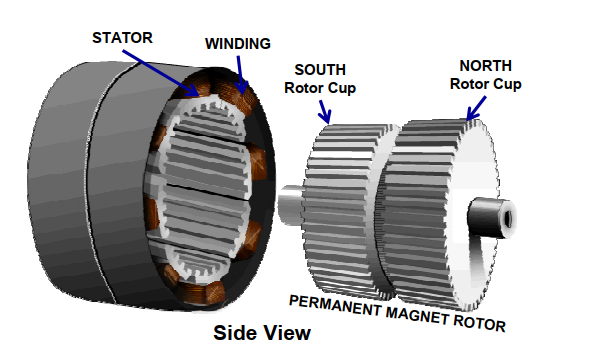 STATOR
WINDING
SOUTH
Rotor Cup
NORTH
Rotor Cup
PERMANENT MAGNET ROTOR
Side View